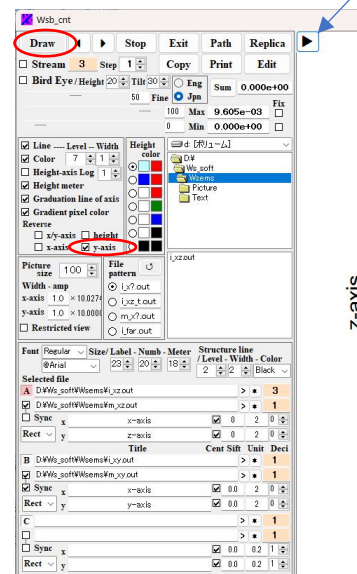 Wsb_cnt
Draw Stop Exit Path Replica
Stream 3 Step 1 Copy Print Edit
Bird Eye / Height 20 Tilt 30 Eng Sum 0.000e+00
50 Fine Jpn
Fix
100 Max 9.605e-03
0 Min 0.000e+00
Line ---- Level -- Width
Color 7 1
Height-axis Log 1
Height meter
Graduation line of axis
Gradient pixel color
Reverse
x/y-axis height
x-axis y-axis
Height color
d: [ボリューム]
D:¥
Ws_soft
Wsems
Picture
Text
Picture size 100
Width - amp
x-axis 1.0 × 10.0274
y-axis 1.0 × 10.0000
Restricted view
File pattern
i_x?.out
i_xz_t.out
m_x?.out
i_far.out
i_xz.out
z-axis
Font Regular Size / Label - Numb - Meter Structure line / Level - Width - Color
@Arial 23 20 18 2 2 Black
Selected file
A D:¥Ws_soft¥Wsems¥i_xz.out > * 3
D:¥Ws_soft¥Wsems¥m_xz.out > * 1
Sync x x-axis 0 2 0
Rect y z-axis 0 2 0
Title Cent Sift Unit Deci
B D:¥Ws_soft¥Wsems¥i_xy.out > * 1
D:¥Ws_soft¥Wsems¥m_xy.out > * 1
Sync x x-axis 0.0 2 0
Rect y y-axis 0.0 2 0
C > * 1
> * 1
Sync x 0.0 0.2 1
Rect y 0.0 0.2 1